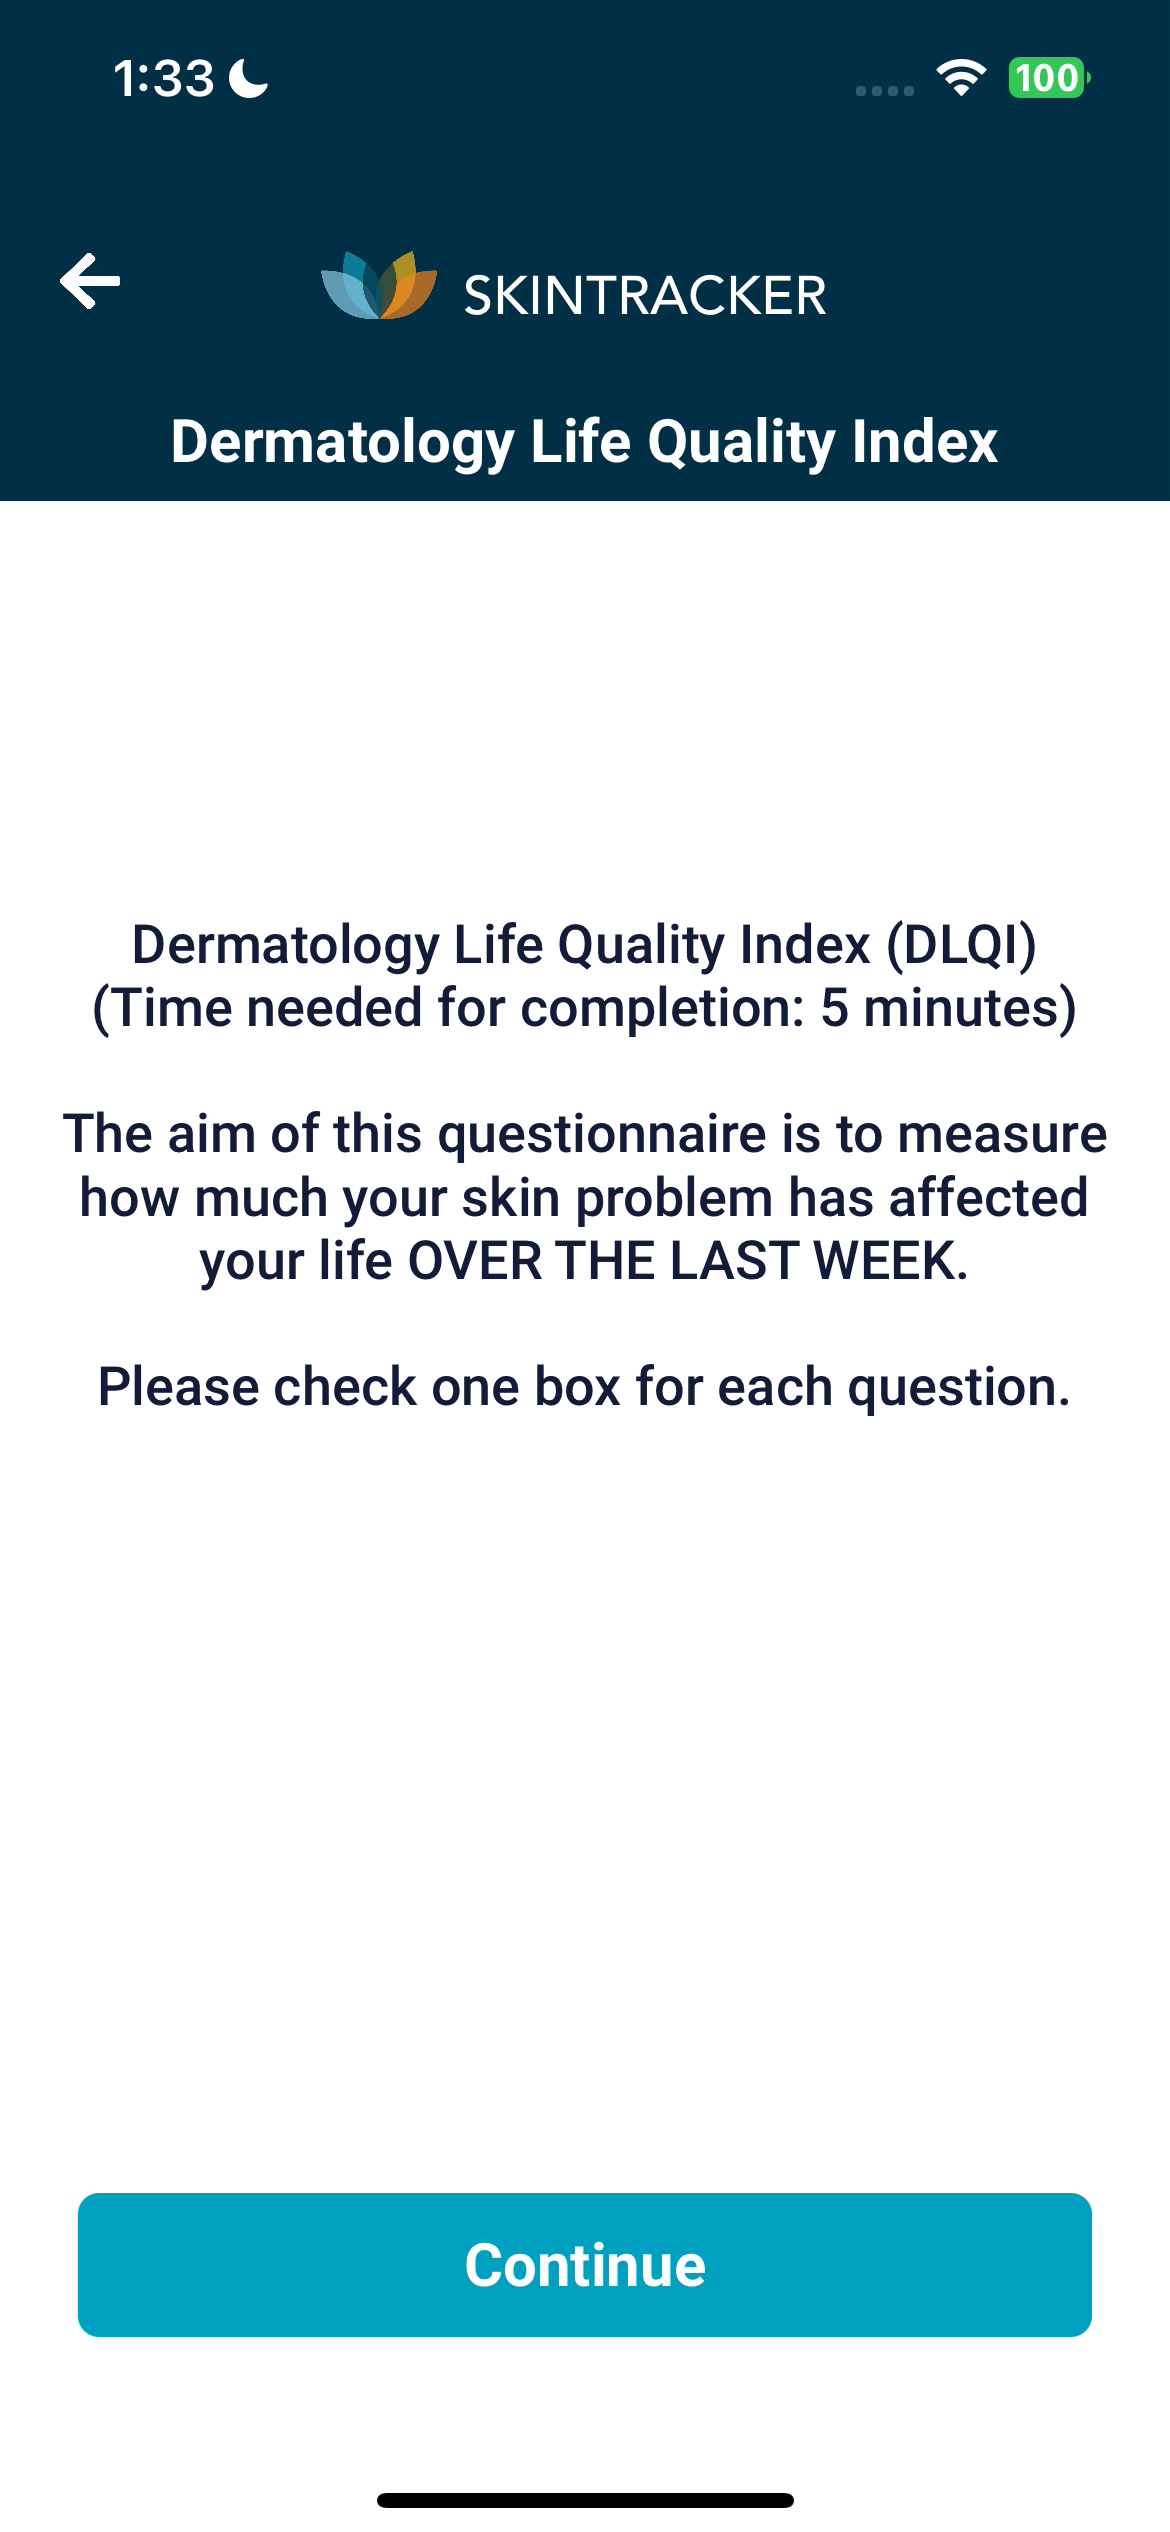 1:33
100
SKINTRACKER
Dermatology Life Quality Index
Dermatology Life Quality Index (DLQI)
(Time needed for completion: 5 minutes)
The aim of this questionnaire is to measure
how much your skin problem has affected
your life OVER THE LAST WEEK.
Please check one box for each question.
Continue